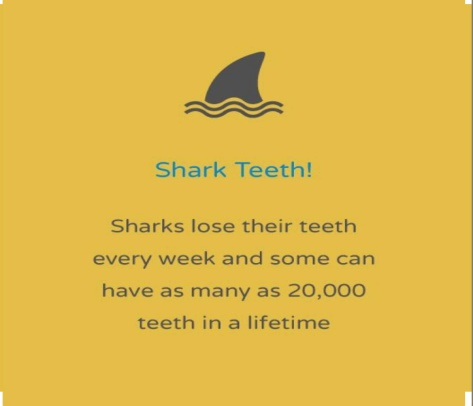 Shark Teeth!
Sharks lose their teeth
every week and some can
have as many as 20,000
teeth in a lifetime